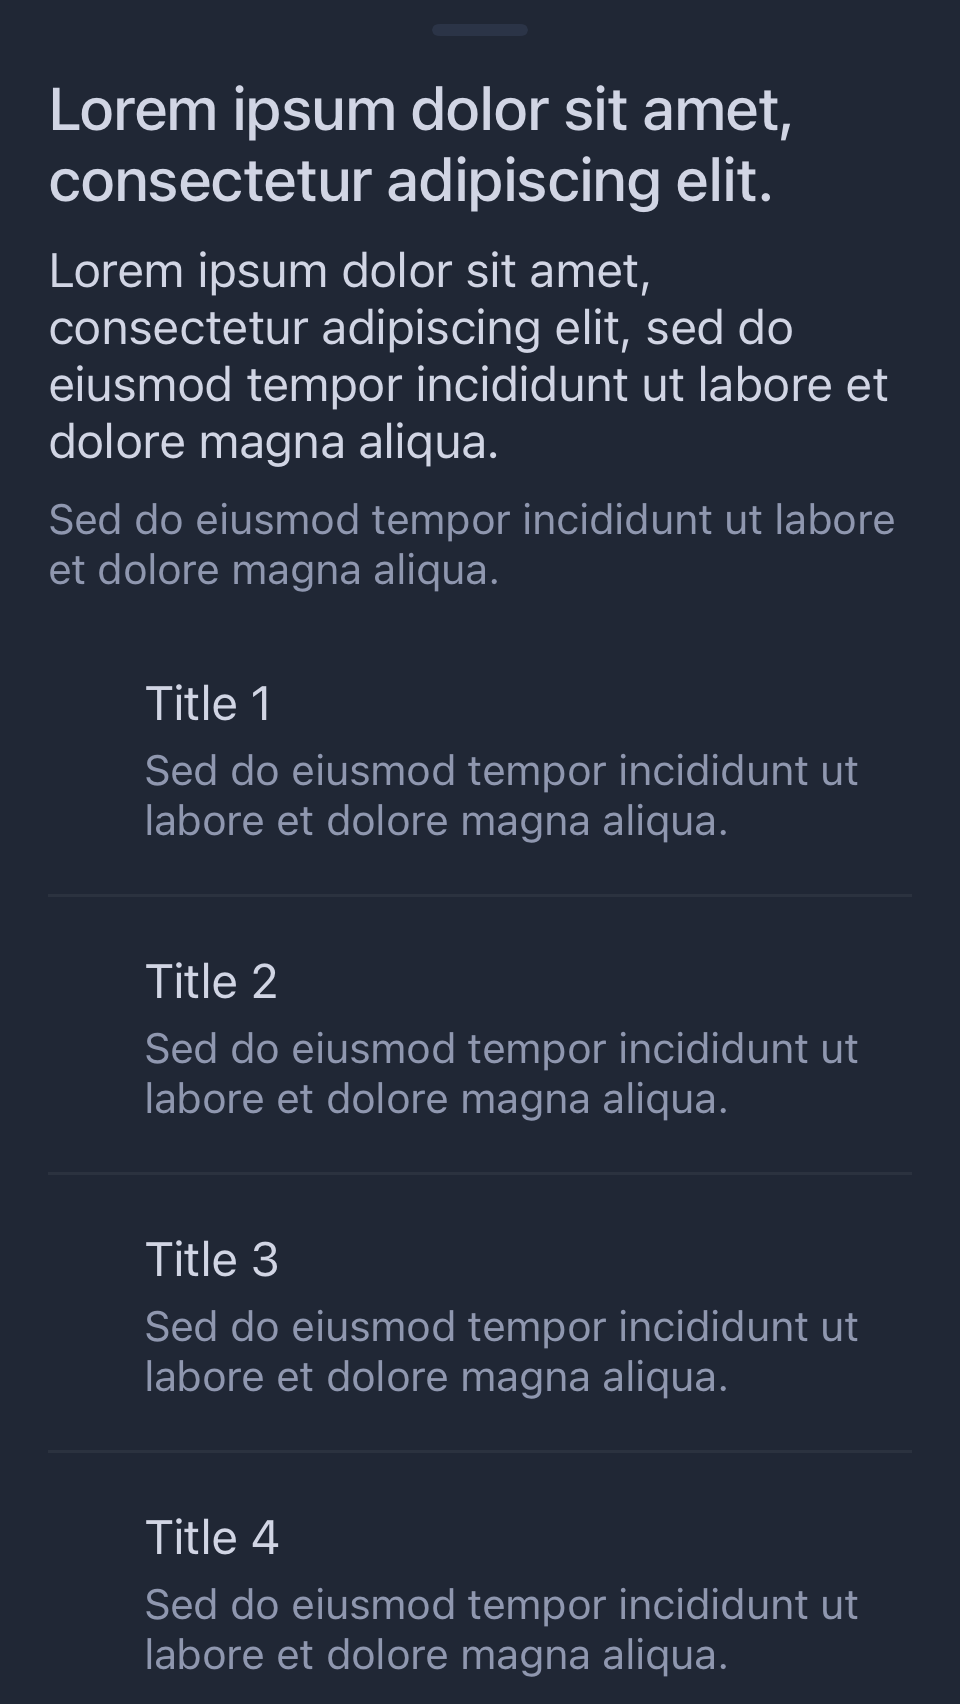 Lorem ipsum dolor sit amet,
consectetur adipiscing elit.
Lorem ipsum dolor sit amet,
consectetur adipiscing elit, sed do
eiusmod tempor incididunt ut labore et
dolore magna aliqua.
Sed do eiusmod tempor incididunt ut labore
et dolore magna aliqua.
Title 1
Sed do eiusmod tempor incididunt ut
labore et dolore magna aliqua.
Title 2
Sed do eiusmod tempor incididunt ut
labore et dolore magna aliqua.
Title 3
Sed do eiusmod tempor incididunt ut
labore et dolore magna aliqua.
Title 4
Sed do eiusmod tempor incididunt ut
labore et dolore magna aliqua.